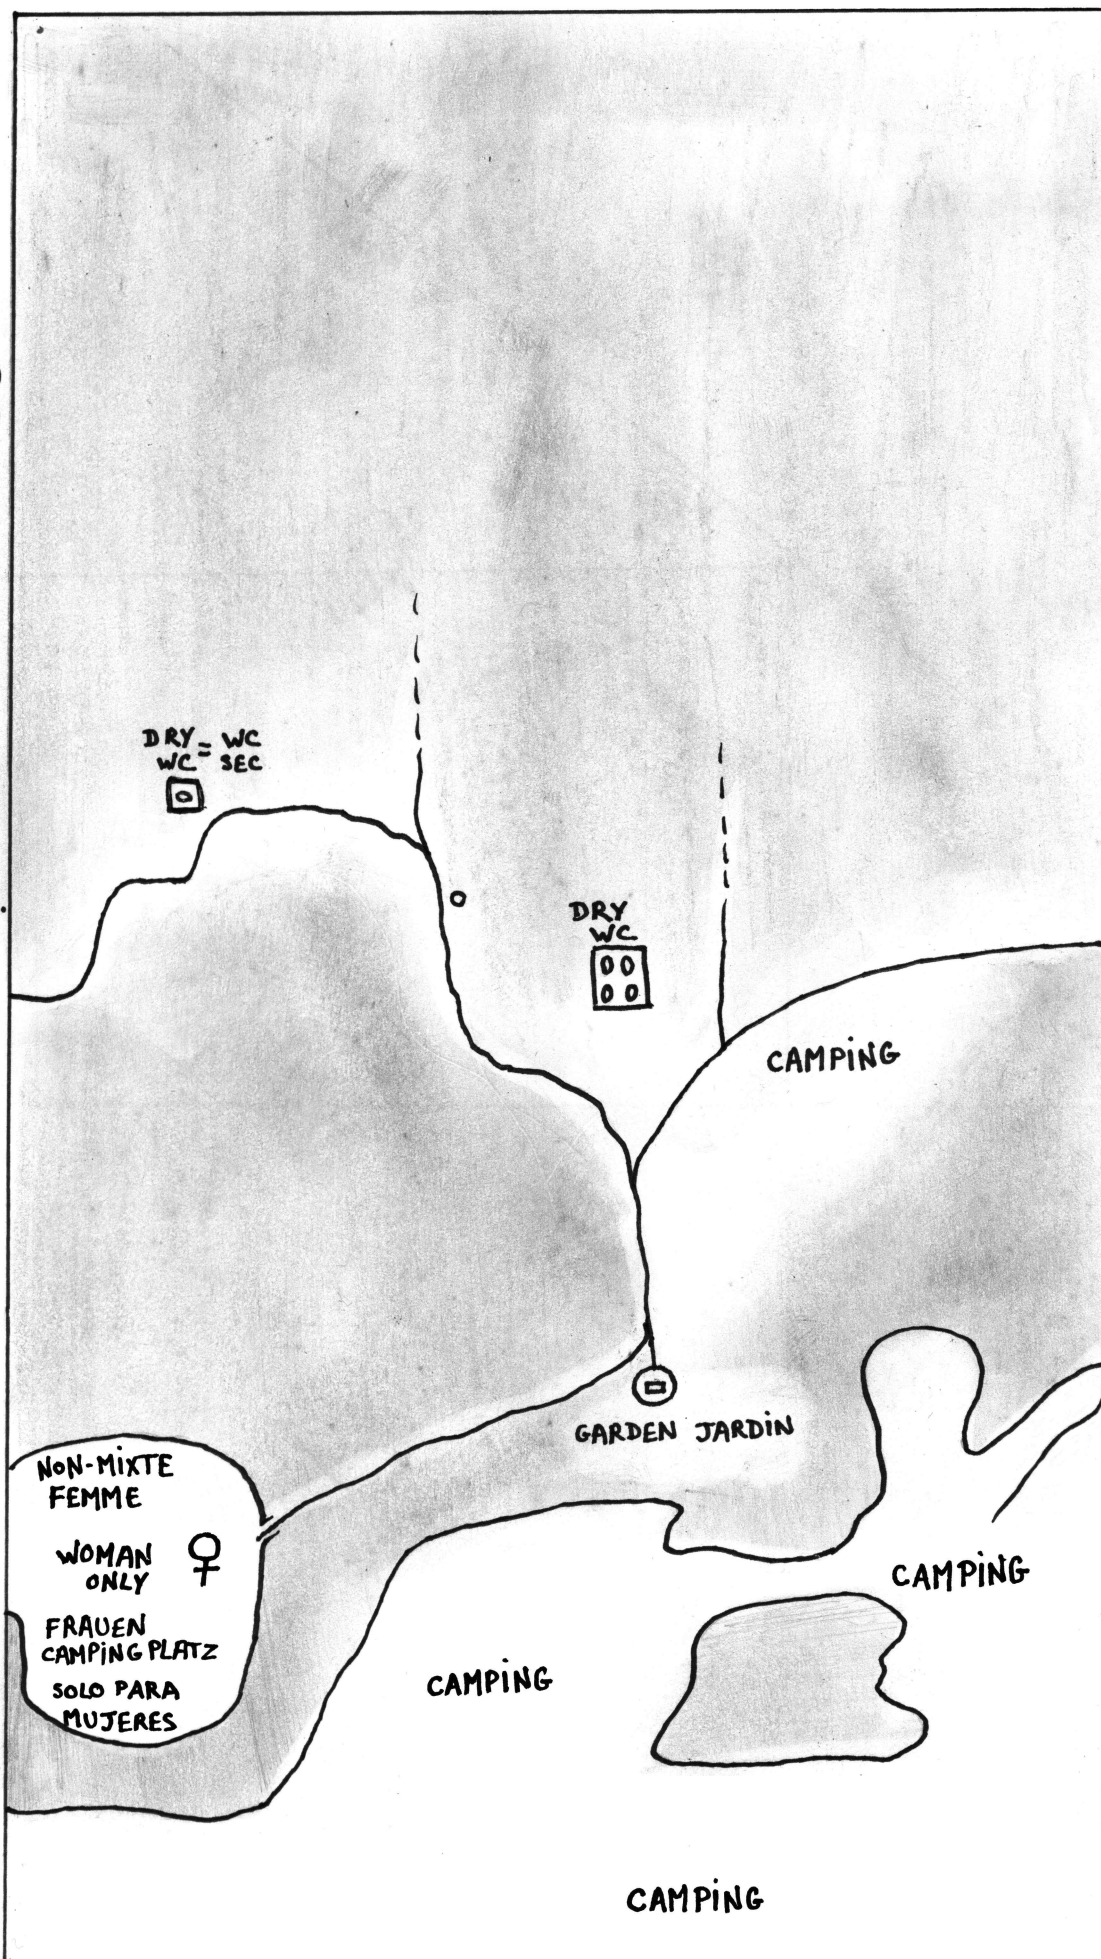 DRY = WC
WC SEC
DRY
WC
CAMPiNG
GARDEN JARDiN
NON-MiXTE
FEMME
WOMAN
ONLY
CAMPiNG
FRAUEN
CAMPiNG PLATZ
CAMPiNG
SOLO PARA
MUJERES
CAMPiNG